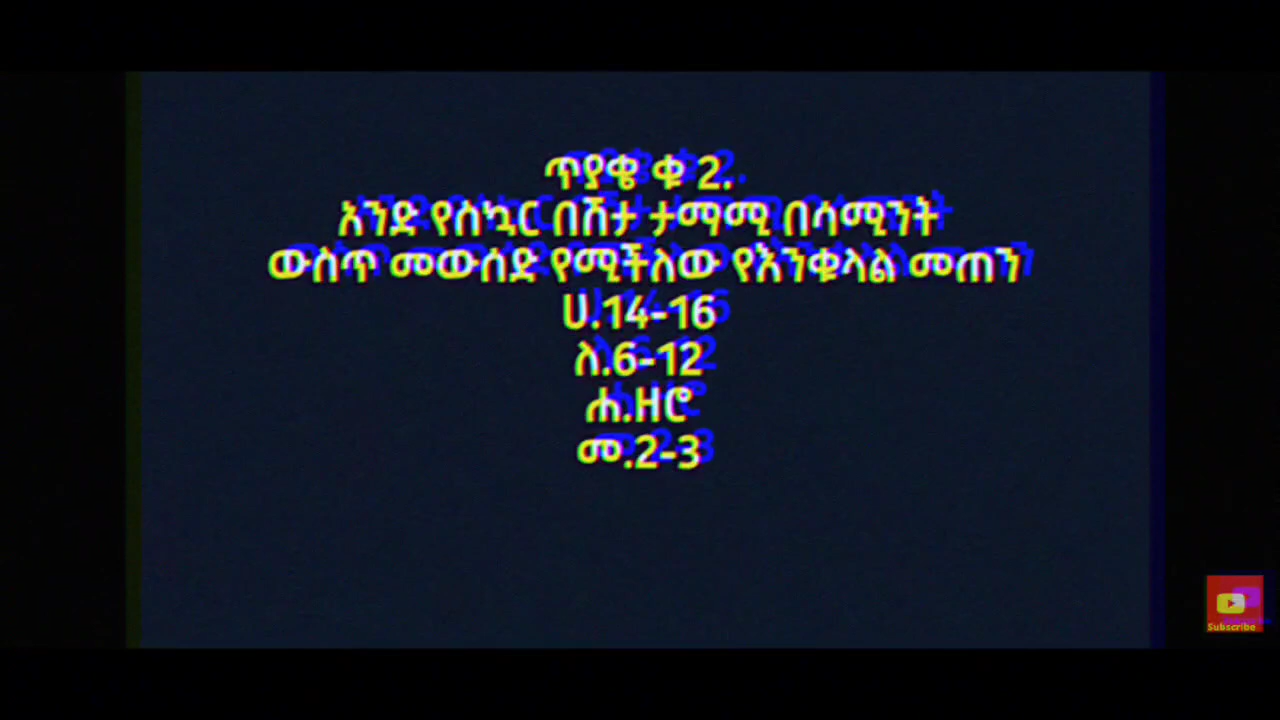 ጥያቄ ቁ 2.
አንድ የስኳር በሽታ ታማሚ በሳሚንት
ውስጥ መውሰድ የሚችለው የእንቁላል መጠን
ሀ.14-16
ለ.6-12
ሐ.ዘሮ
መ.2-3
Subscribe